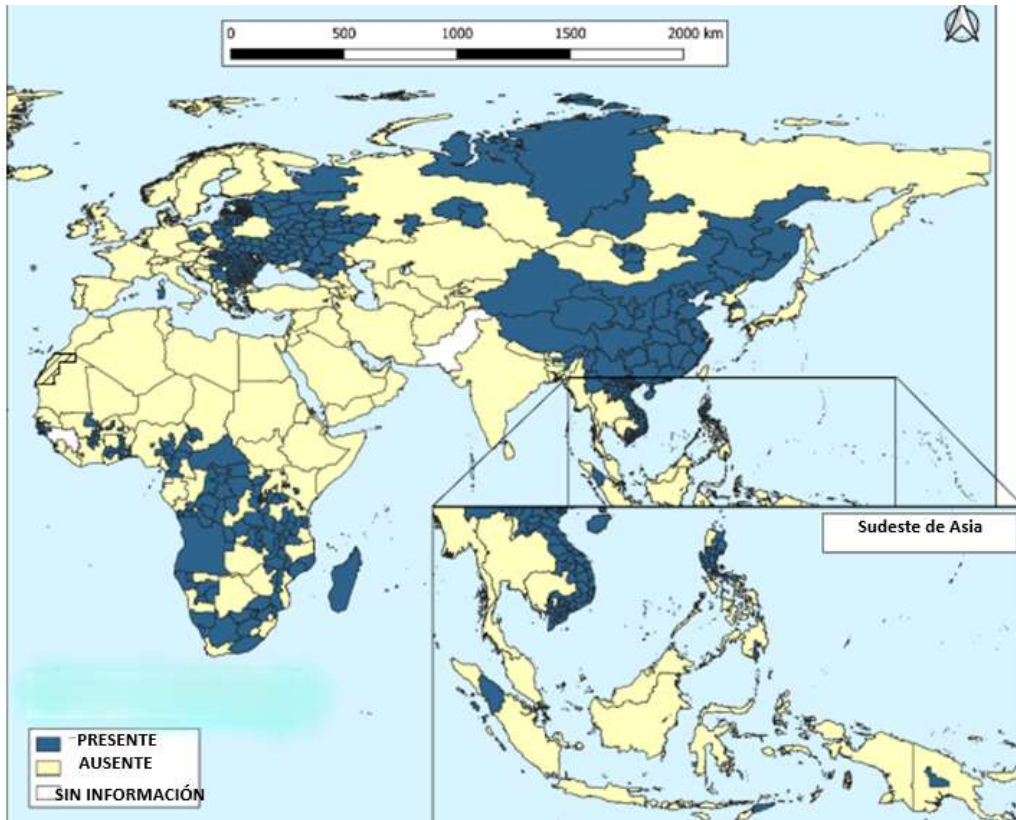 0 500 1000 1500 2000 km
Sudeste de Asia
PRESENTE
AUSENTE
SIN INFORMACIÓN